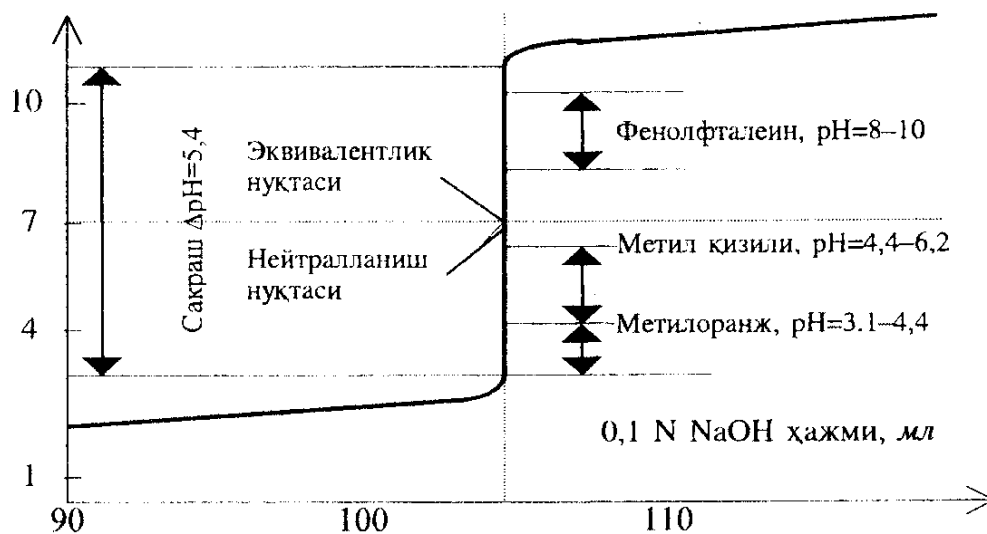 10
7
4
1
Сакраш ΔpH=5,4
Эквивалентлик
нуқтаси
Нейтралланиш
нуқтаси
Фенолфталеин, pH=8–10
Метил қизили, pH=4,4–6,2
Метилоранж, pH=3.1–4,4
0,1 N NaOH ҳажми, мл
90
100
110